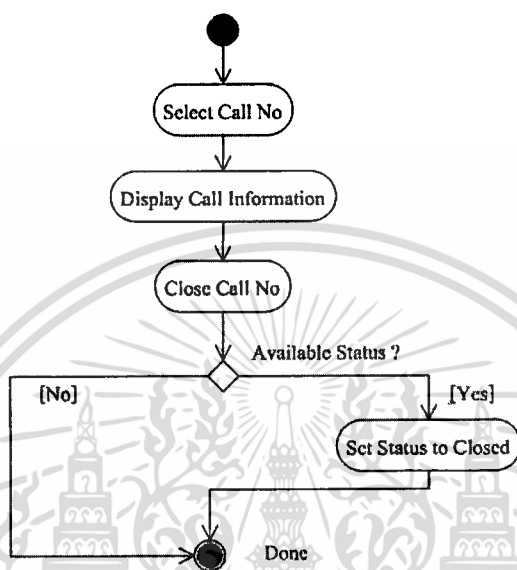 Select Call No
Display Call Information
Close Call No
Available Status ?
[No]
[Yes]
Set Status to Closed
Done